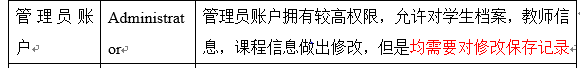 管理员账
户
Administrat
or
管理员账户拥有较高权限，允许对学生档案，教师信
息，课程信息做出修改，但是均需要对修改保存记录